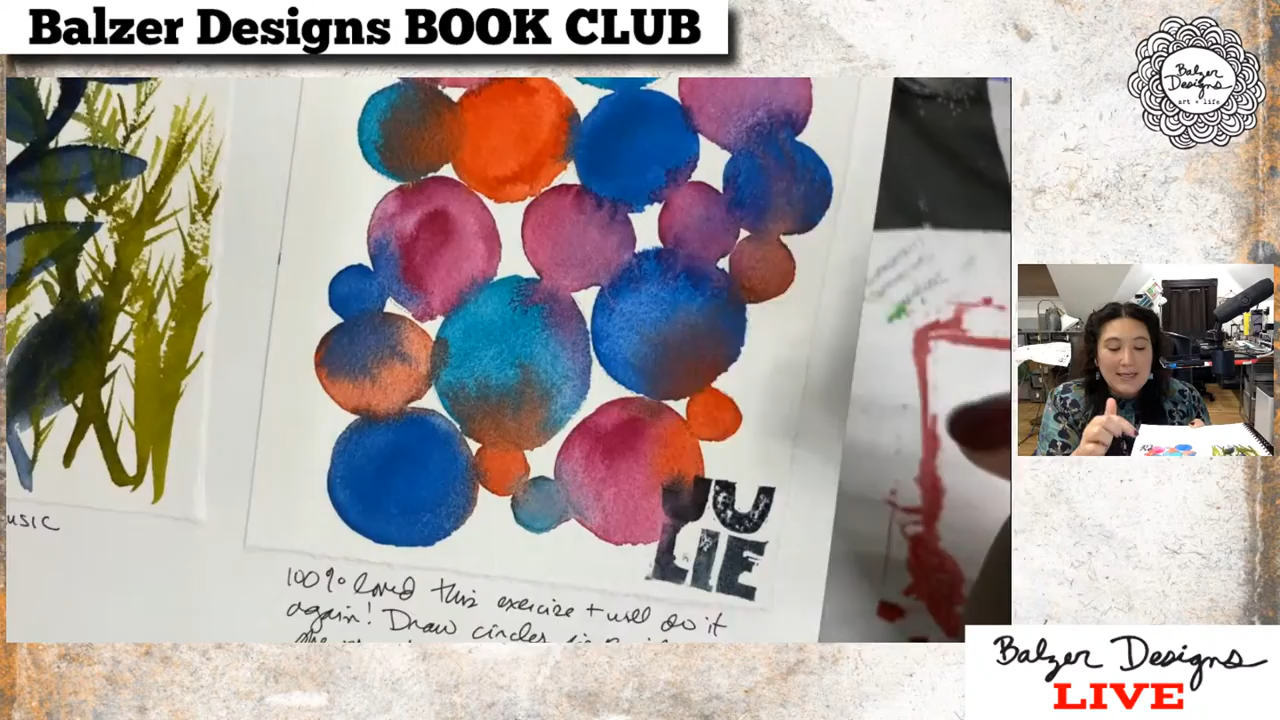 Balzer Designs BOOK CLUB
Balzer
Designs
art + life
USIC
JU
LIE
100% loved this exercise + will do it
again! Draw circles
Balzer Designs
LIVE